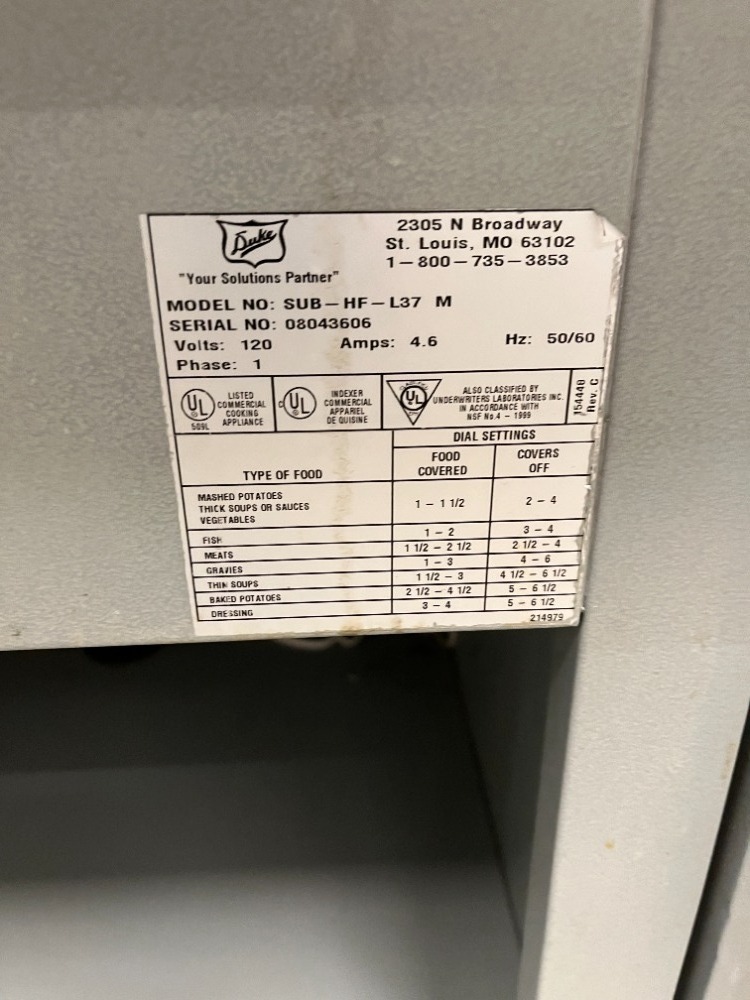 Duke
"Your Solutions Partner"
2305 N Broadway
St. Louis, MO 63102
1-800-735-3853
MODEL NO: SUB-HF-L37 M
SERIAL NO: 08043606
Volts: 120 Amps: 4.6 Hz: 50/60
Phase: 1
UL
509L
LISTED
COMMERCIAL
COOKING
APPLIANCE
C UL
INDEXER
COMMERCIAL
APPAREIL
DE QUISINE
UL
ALSO CLASSIFIED BY
UNDERWRITERS LABORATORIES INC.
IN ACCORDANCE WITH
NSF No.4 - 1999
154448
Rev. C
DIAL SETTINGS
TYPE OF FOOD
FOOD
COVERED
COVERS
OFF
MASHED POTATOES
THICK SOUPS OR SAUCES
VEGETABLES
1 - 1 1/2 2 - 4
FISH 1 - 2 3 - 4
MEATS 1 1/2 - 2 1/2 2 1/2 - 4
GRAVIES 1 - 3 4 - 6
THIN SOUPS 1 1/2 - 3 4 1/2 - 6 1/2
BAKED POTATOES 2 1/2 - 4 1/2 5 - 6 1/2
DRESSING 3 - 4 5 - 6 1/2
214979